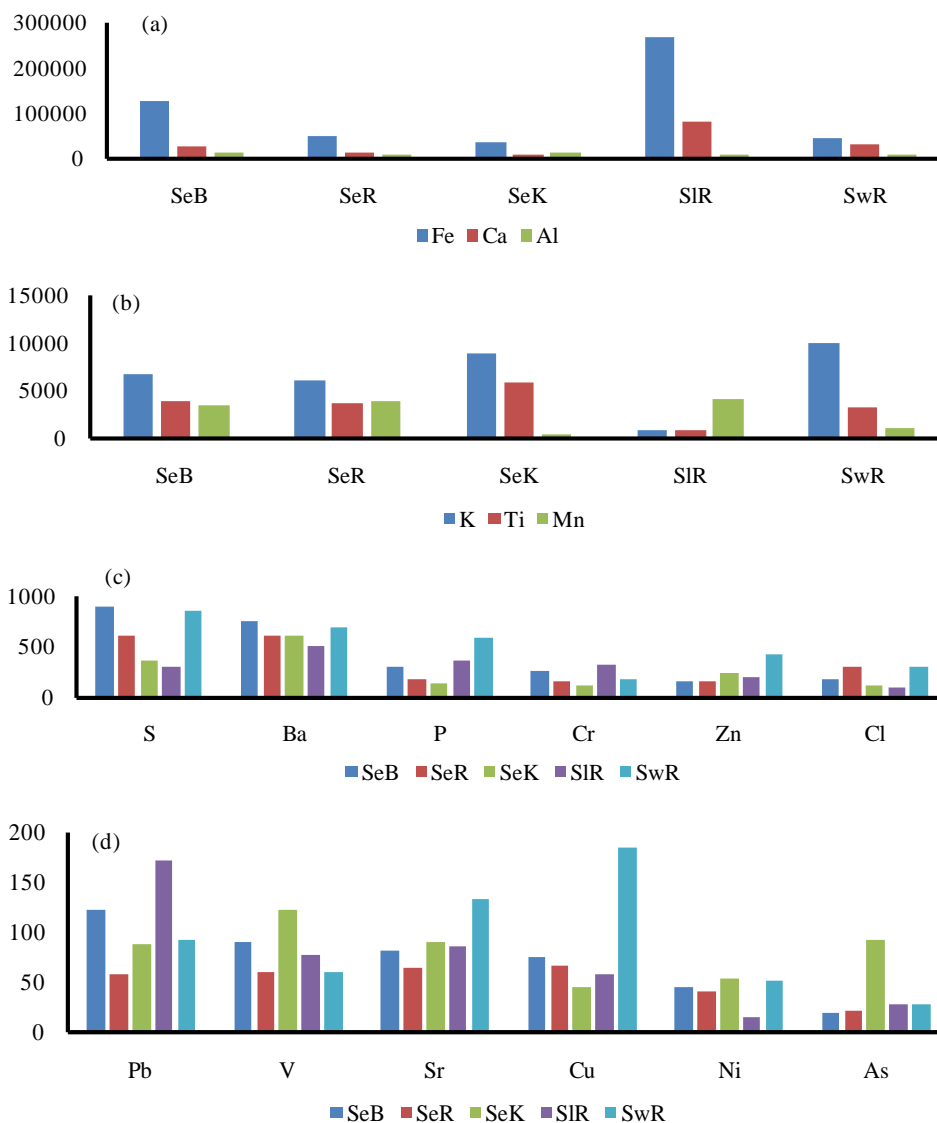 (a)
300000
200000
100000
0
SeB SeR SeK SlR SwR
Fe Ca Al
(b)
15000
10000
5000
0
SeB SeR SeK SlR SwR
K Ti Mn
(c)
1000
500
0
S Ba P Cr Zn Cl
SeB SeR SeK SlR SwR
(d)
200
150
100
50
0
Pb V Sr Cu Ni As
SeB SeR SeK SlR SwR